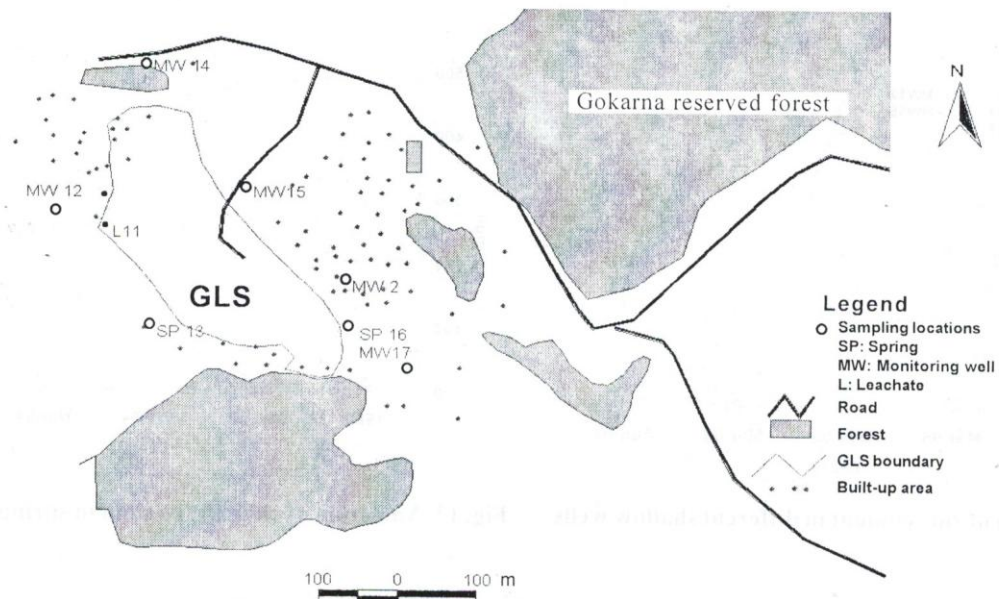 MW 14
Gokarna reserved forest
N
MW 12
MW 15
L11
MW 2
GLS
SP 13
SP 16
MW17
Legend
Sampling locations
SP: Spring
MW: Monitoring well
L: Leachate
Road
Forest
GLS boundary
Built-up area
100 0 100 m